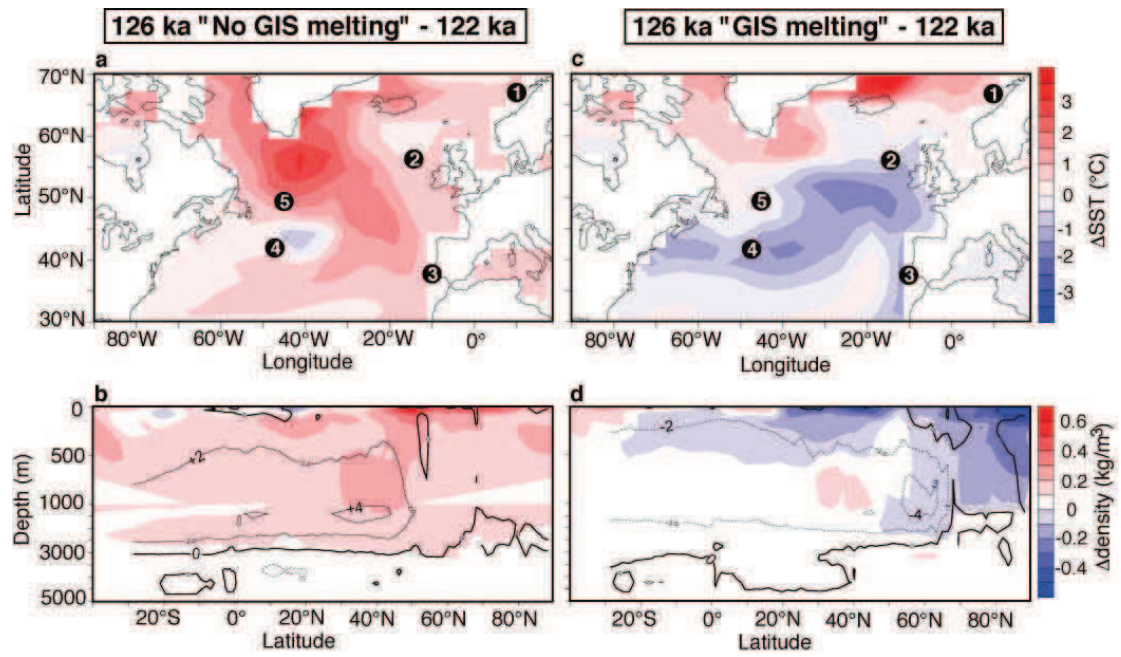 126 ka "No GIS melting" - 122 ka
126 ka "GIS melting" - 122 ka
a
c
70°N
60°N
50°N
40°N
30°N
Latitude
1
2
3
4
5
80°W 60°W 40°W 20°W 0°
Longitude
1
2
3
4
5
80°W 60°W 40°W 20°W 0°
Longitude
3
2
1
0
-1
-2
-3
ΔSST (°C)
b
d
0
500
1000
3000
5000
Depth (m)
+2
+4
0
20°S 0° 20°N 40°N 60°N 80°N
Latitude
-2
-4
20°S 0° 20°N 40°N 60°N 80°N
Latitude
0.6
0.4
0.2
0
-0.2
-0.4
Δdensity (kg/m³)